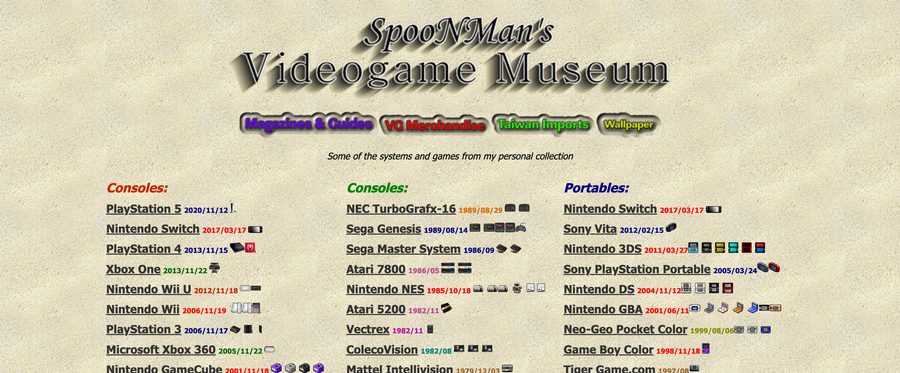 SpooNMan's
Videogame Museum
Magazines & Guides VG Merchandise Taiwan Imports Wallpaper
Some of the systems and games from my personal collection
Consoles:
PlayStation 5 2020/11/12
Nintendo Switch 2017/03/17
PlayStation 4 2013/11/15
Xbox One 2013/11/22
Nintendo Wii U 2012/11/18
Nintendo Wii 2006/11/19
PlayStation 3 2006/11/17
Microsoft Xbox 360 2005/11/22
Nintendo GameCube 2001/11/18
Consoles:
NEC TurboGrafx-16 1989/08/29
Sega Genesis 1989/08/14
Sega Master System 1986/09
Atari 7800 1986/05
Nintendo NES 1985/10/18
Atari 5200 1982/11
Vectrex 1982/11
ColecoVision 1982/08
Mattel Intellivision 1979/12/03
Portables:
Nintendo Switch 2017/03/17
Sony Vita 2012/02/15
Nintendo 3DS 2011/03/27
Sony PlayStation Portable 2005/03/24
Nintendo DS 2004/11/12
Nintendo GBA 2001/06/11
Neo-Geo Pocket Color 1999/08/06
Game Boy Color 1998/11/18
Tiger Game.com 1997/08